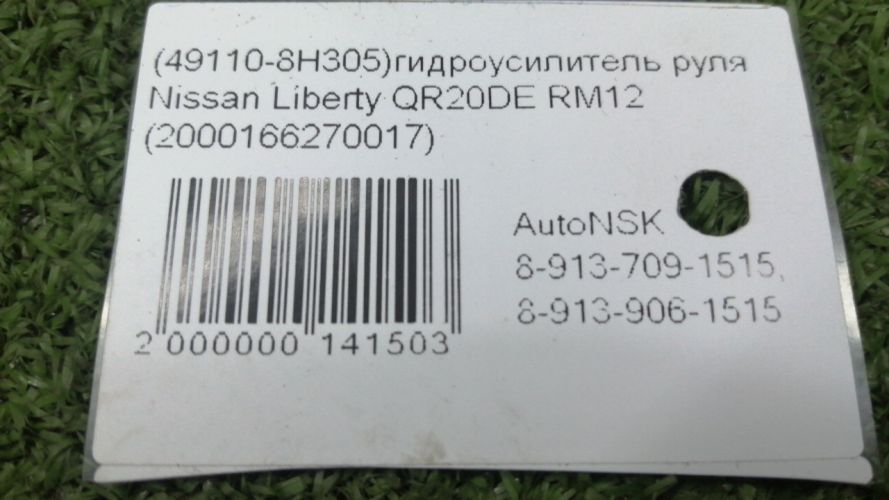 (49110-8H305)гидроусилитель руля
Nissan Liberty QR20DE RM12
(2000166270017)
AutoNSK
8-913-709-1515,
8-913-906-1515
2 000000 141503